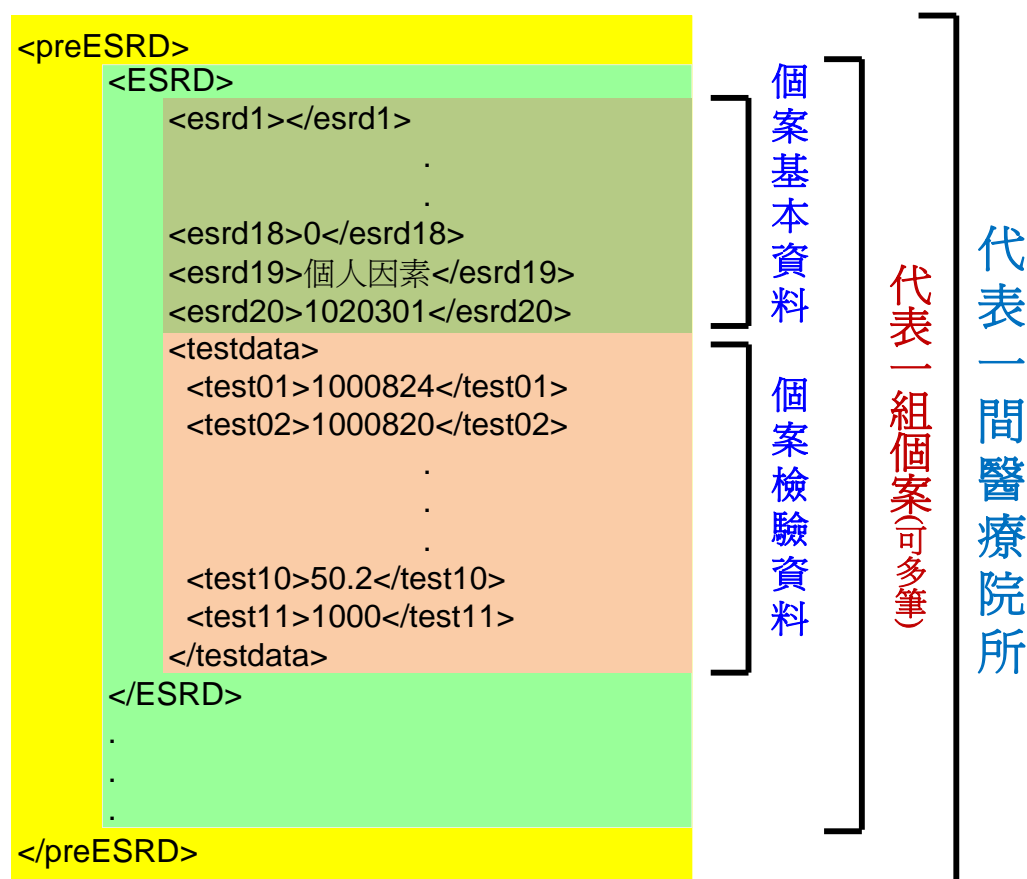 <preESRD>
<ESRD>
<esrd1></esrd1>
.
.
<esrd18>0</esrd18>
<esrd19>個人因素</esrd19>
<esrd20>1020301</esrd20>
<testdata>
<test01>1000824</test01>
<test02>1000820</test02>
.
.
.
<test10>50.2</test10>
<test11>1000</test11>
</testdata>
</ESRD>
.
.
.
</preESRD>
個案基本資料
個案檢驗資料
代表一組個案(可多筆)
代表一間醫療院所